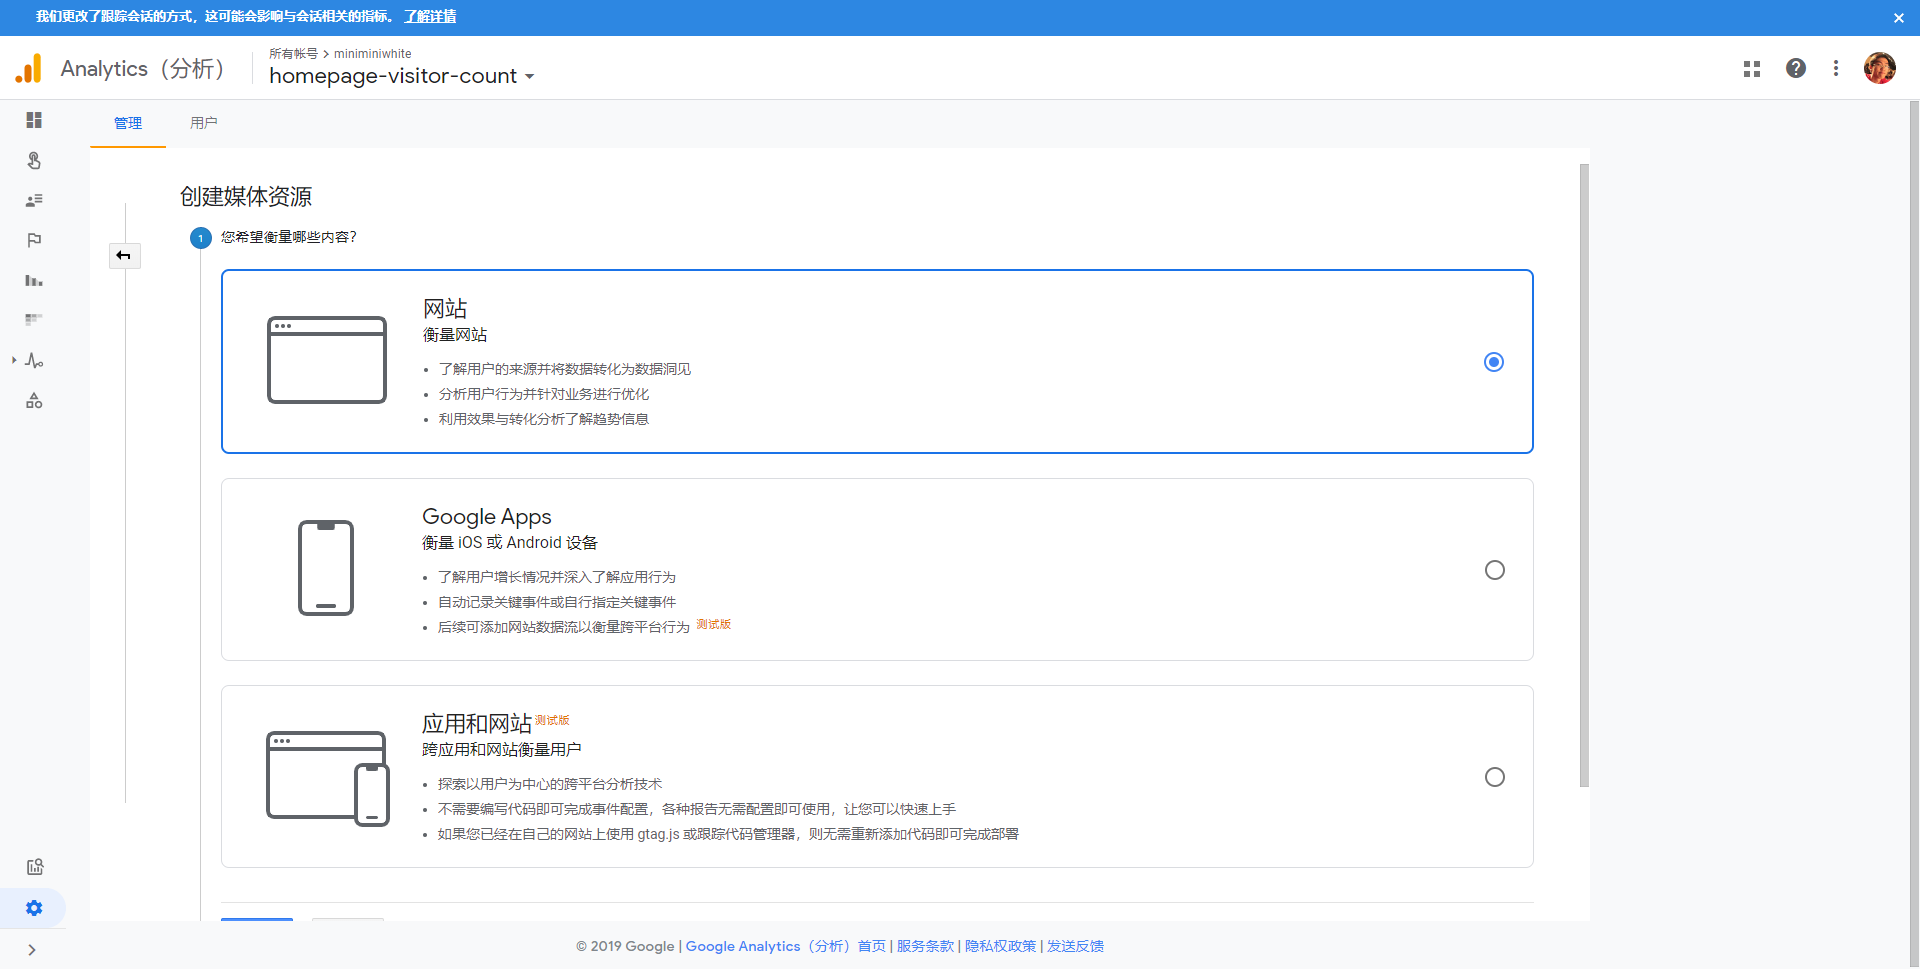 我们更改了跟踪会话的方式，这可能会影响与会话相关的指标。 了解详情
Analytics（分析）
所有帐号 > miniminiwhite
homepage-visitor-count
管理 用户
创建媒体资源
1 您希望衡量哪些内容？
网站
衡量网站
了解用户的来源并将数据转化为数据洞见
分析用户行为并针对业务进行优化
利用效果与转化分析了解趋势信息
Google Apps
衡量 iOS 或 Android 设备
了解用户增长情况并深入了解应用行为
自动记录关键事件或自行指定关键事件
后续可添加网站数据流以衡量跨平台行为 测试版
应用和网站 测试版
跨应用和网站衡量用户
探索以用户为中心的跨平台分析技术
不需要编写代码即可完成事件配置，各种报告无需配置即可使用，让您可以快速上手
如果您已经在自己的网站上使用 gtag.js 或跟踪代码管理器，则无需重新添加代码即可完成部署
© 2019 Google | Google Analytics（分析）首页 | 服务条款 | 隐私权政策 | 发送反馈